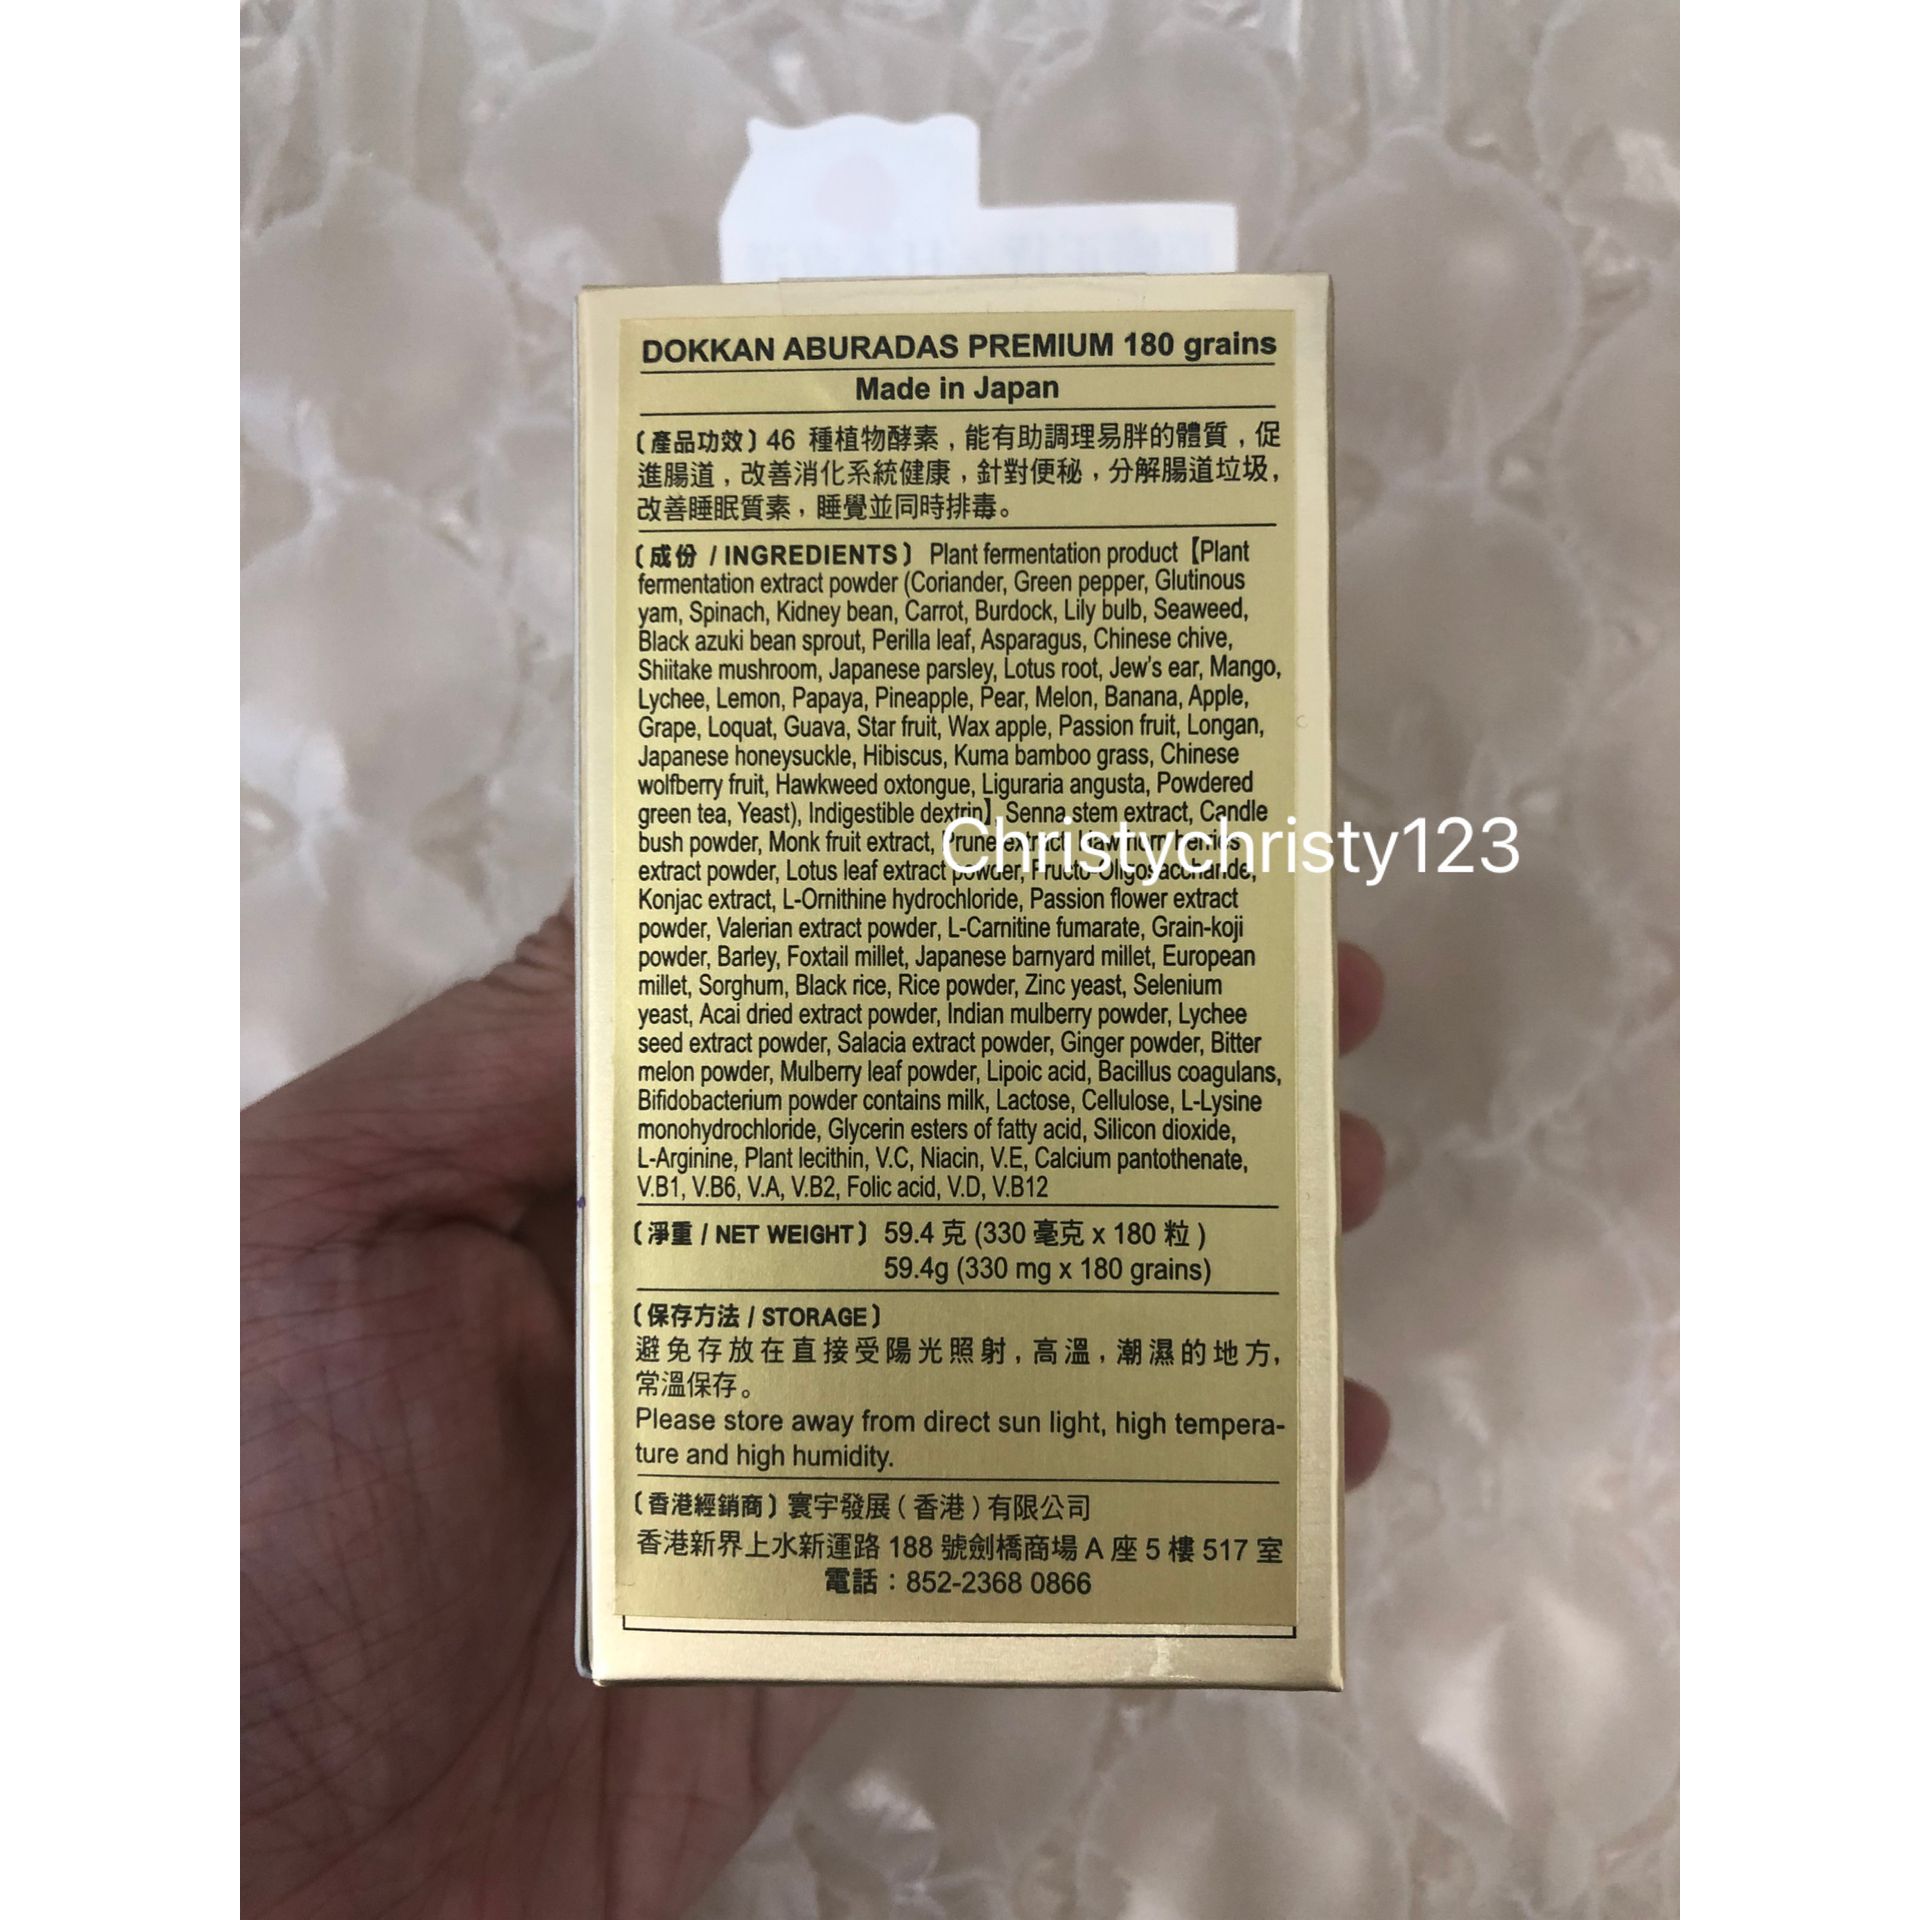 DOKKAN ABURADAS PREMIUM 180 grains
Made in Japan
〔產品功效〕46 種植物酵素，能有助調理易胖的體質，促
進腸道，改善消化系統健康，針對便秘，分解腸道垃圾，
改善睡眠質素，睡覺並同時排毒。
〔成份 / INGREDIENTS〕 Plant fermentation product【Plant
fermentation extract powder (Coriander, Green pepper, Glutinous
yam, Spinach, Kidney bean, Carrot, Burdock, Lily bulb, Seaweed,
Black azuki bean sprout, Perilla leaf, Asparagus, Chinese chive,
Shiitake mushroom, Japanese parsley, Lotus root, Jew's ear, Mango,
Lychee, Lemon, Papaya, Pineapple, Pear, Melon, Banana, Apple,
Grape, Loquat, Guava, Star fruit, Wax apple, Passion fruit, Longan,
Japanese honeysuckle, Hibiscus, Kuma bamboo grass, Chinese
wolfberry fruit, Hawkweed oxtongue, Liguraria angusta, Powdered
green tea, Yeast), Indigestible dextrin】, Senna stem extract, Candle
bush powder, Monk fruit extract, Prune extract, Hawthorn berries
Christychristy123
extract powder, Lotus leaf extract powder, Fructo-Oligosaccharide,
Konjac extract, L-Ornithine hydrochloride, Passion flower extract
powder, Valerian extract powder, L-Carnitine fumarate, Grain-koji
powder, Barley, Foxtail millet, Japanese barnyard millet, European
millet, Sorghum, Black rice, Rice powder, Zinc yeast, Selenium
yeast, Acai dried extract powder, Indian mulberry powder, Lychee
seed extract powder, Salacia extract powder, Ginger powder, Bitter
melon powder, Mulberry leaf powder, Lipoic acid, Bacillus coagulans,
Bifidobacterium powder contains milk, Lactose, Cellulose, L-Lysine
monohydrochloride, Glycerin esters of fatty acid, Silicon dioxide,
L-Arginine, Plant lecithin, V.C, Niacin, V.E, Calcium pantothenate,
V.B1, V.B6, V.A, V.B2, Folic acid, V.D, V.B12
〔淨重 / NET WEIGHT〕 59.4 克 (330 毫克 x 180 粒 )
59.4g (330 mg x 180 grains)
〔保存方法 / STORAGE〕
避免存放在直接受陽光照射，高溫，潮濕的地方，
常溫保存。
Please store away from direct sun light, high tempera-
ture and high humidity.
〔香港經銷商〕寰宇發展（香港）有限公司
香港新界上水新運路 188 號劍橋商場 A 座 5 樓 517 室
電話：852-2368 0866